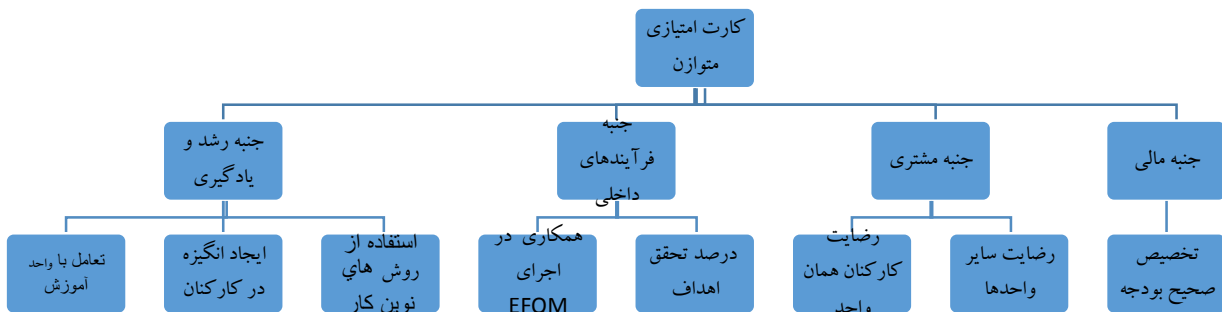 کارت امتیازی
متوازن
جنبه مالی
جنبه مشتری
جنبه
فرآیندهای
داخلی
جنبه رشد و
یادگیری
تخصیص
صحیح بودجه
رضایت سایر
واحدها
رضایت
کارکنان همان
واحد
درصد تحقق
اهداف
همکاری در
اجرای
EFOM
استفاده از
روش هاي
نوین کار
ایجاد انگیزه
در کارکنان
تعامل با واحد
آموزش